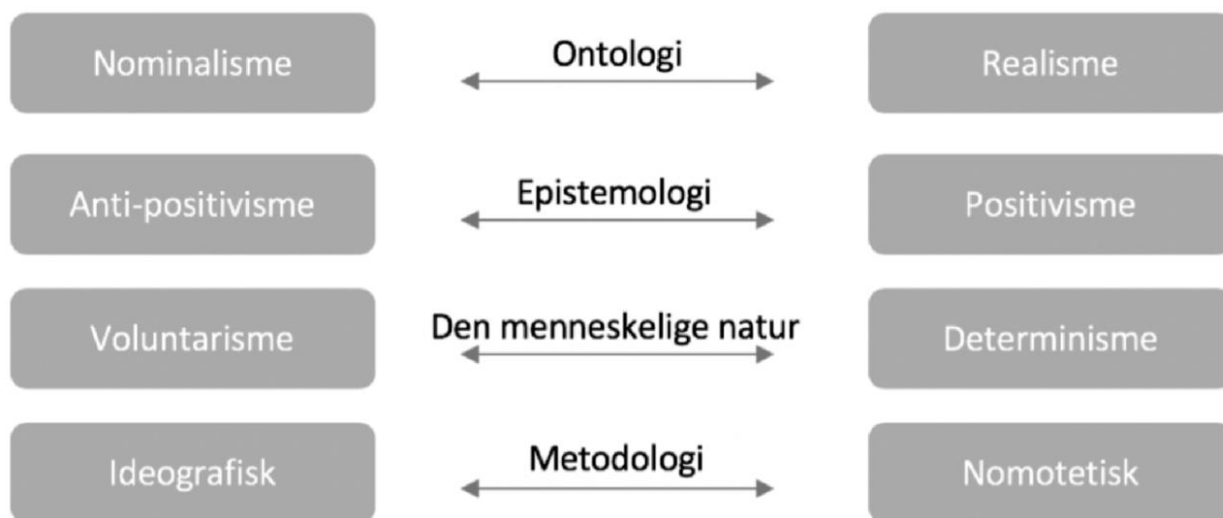 Nominalisme
Ontologi
Realisme
Anti-positivisme
Epistemologi
Positivisme
Voluntarisme
Den menneskelige natur
Determinisme
Ideografisk
Metodologi
Nomotetisk